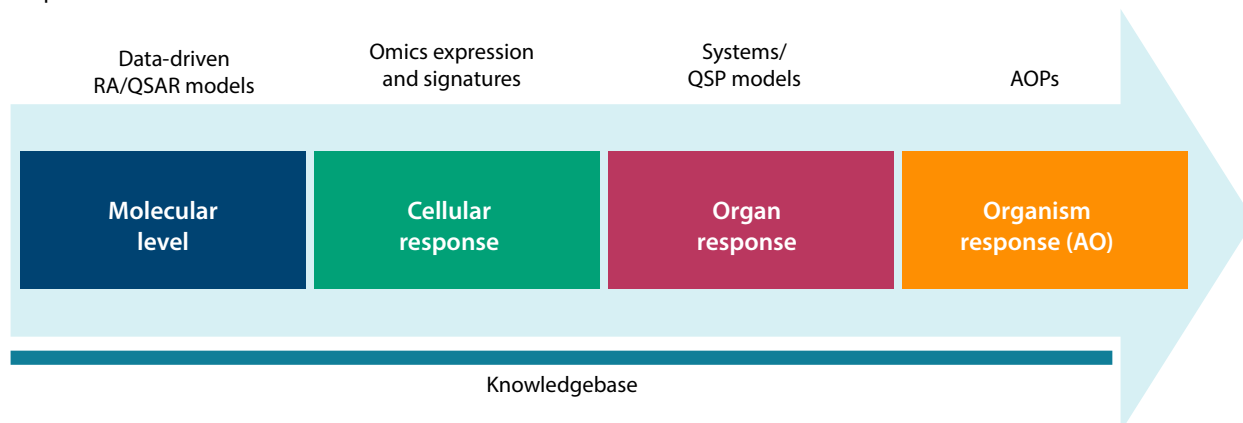 Data-driven
RA/QSAR models
Omics expression
and signatures
Systems/
QSP models
AOPs
Molecular
level
Cellular
response
Organ
response
Organism
response (AO)
Knowledgebase